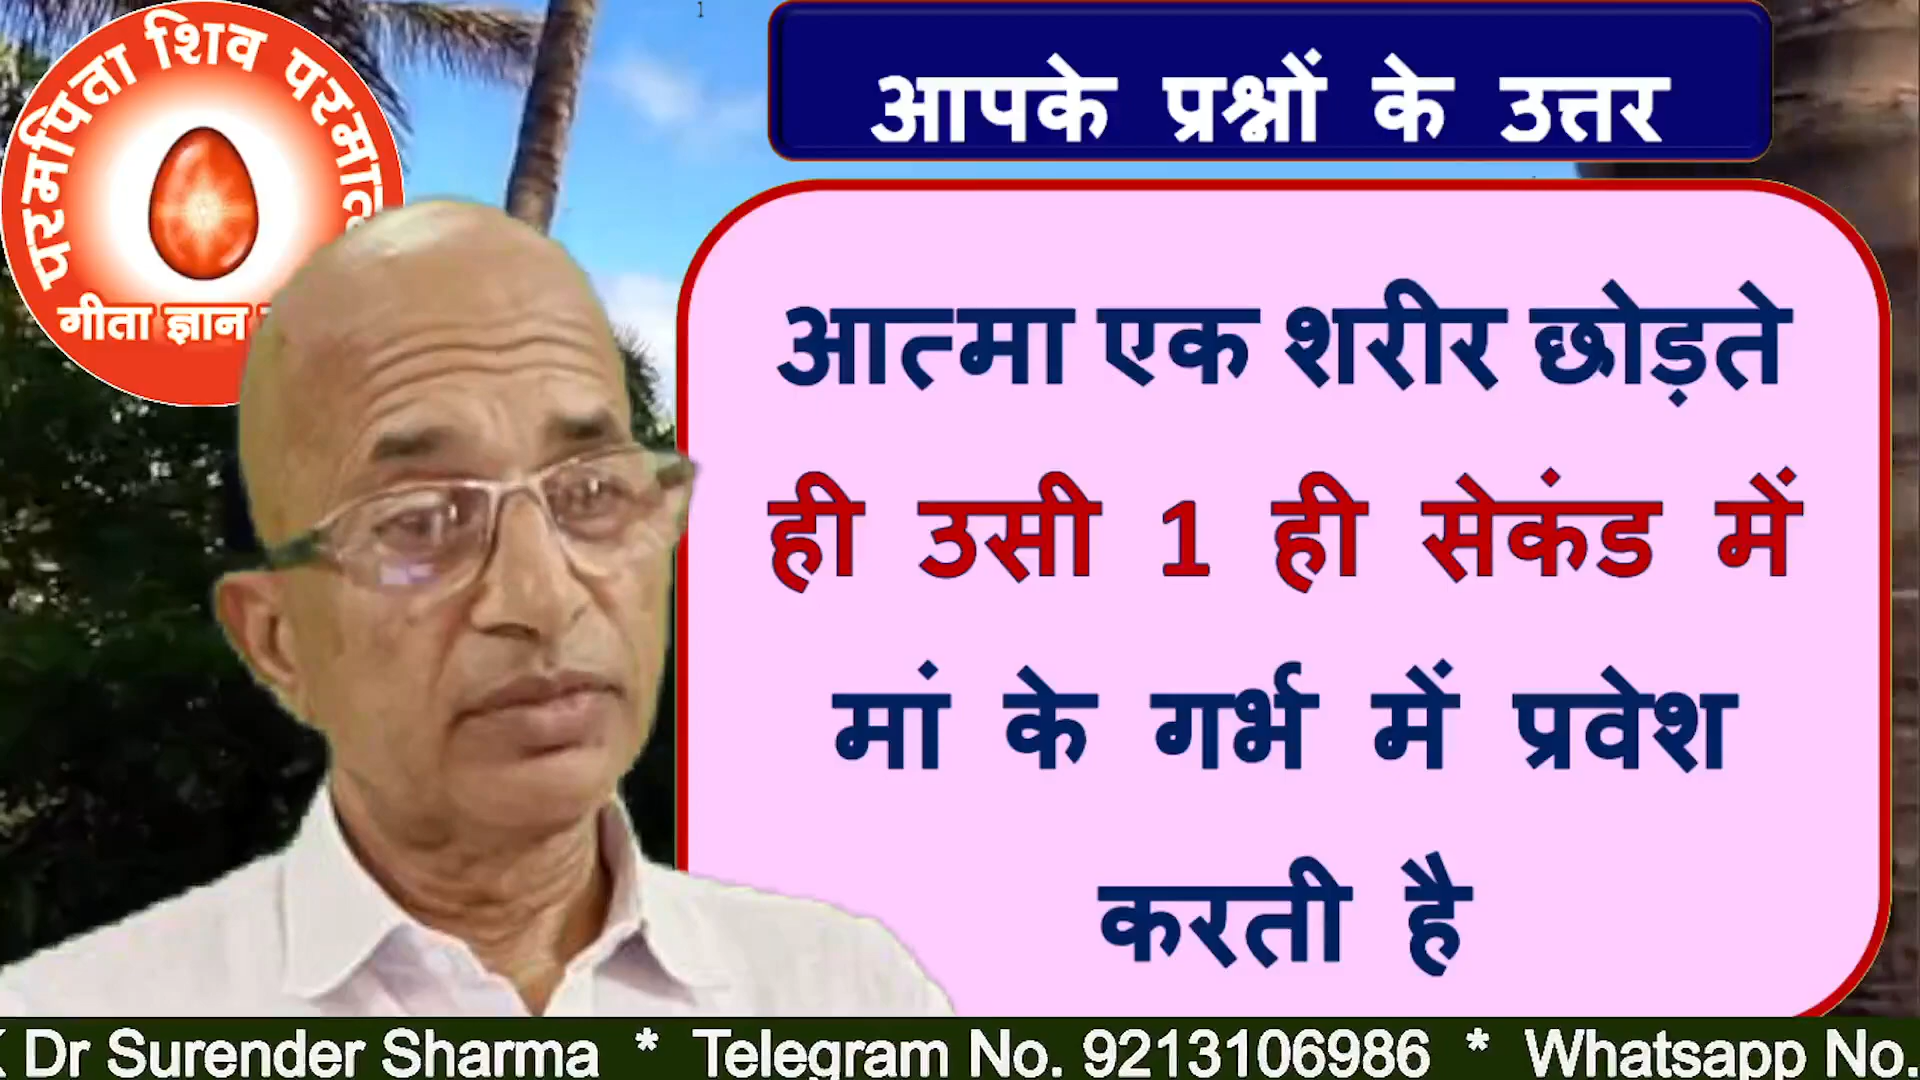 1
परमपिता शिव
गीता ज्ञान
आपके प्रश्नों के उत्तर
आत्मा एक शरीर छोड़ते
ही उसी 1 ही सेकंड में
मां के गर्भ में प्रवेश
करती है
Dr Surender Sharma * Telegram No. 9213106986 * Whatsapp No.